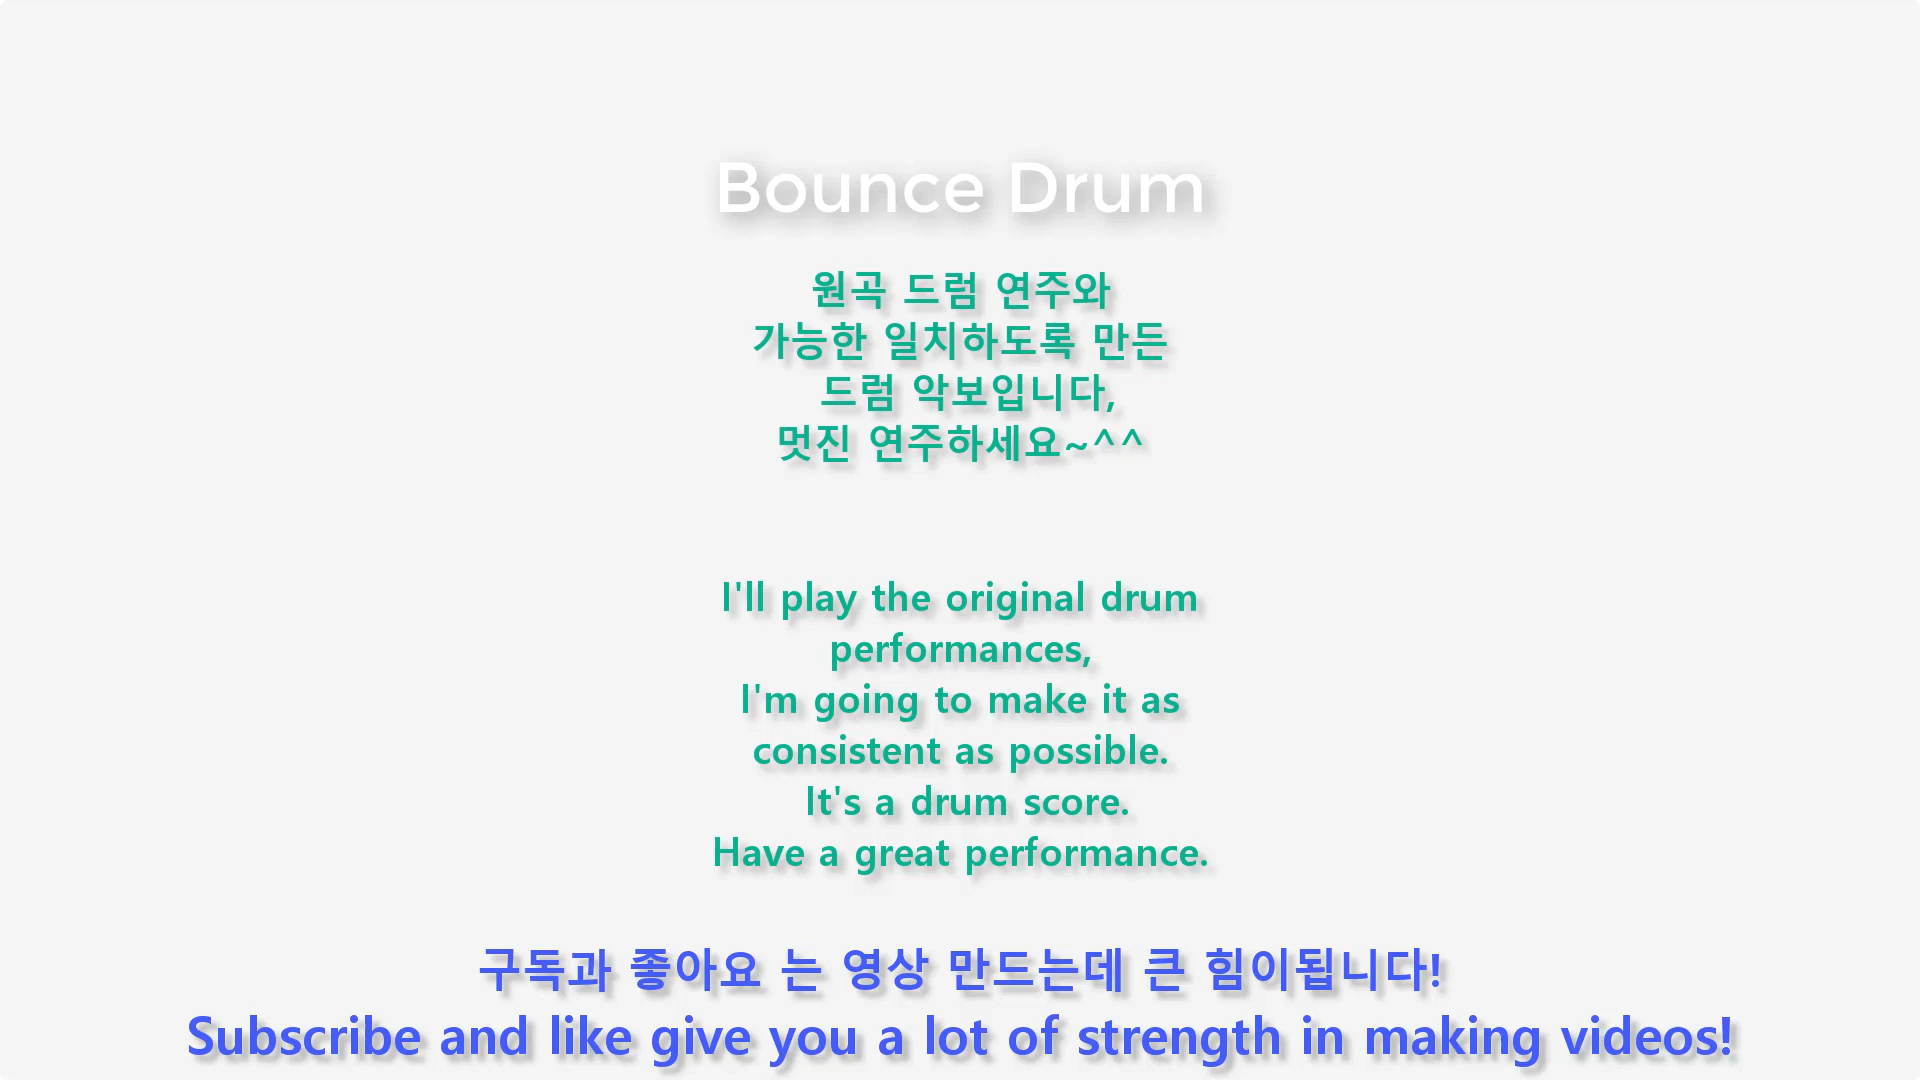 Bounce Drum
원곡 드럼 연주와
가능한 일치하도록 만든
드럼 악보입니다,
멋진 연주하세요~^^
I'll play the original drum
performances,
I'm going to make it as
consistent as possible.
It's a drum score.
Have a great performance.
구독과 좋아요 는 영상 만드는데 큰 힘이됩니다!
Subscribe and like give you a lot of strength in making videos!